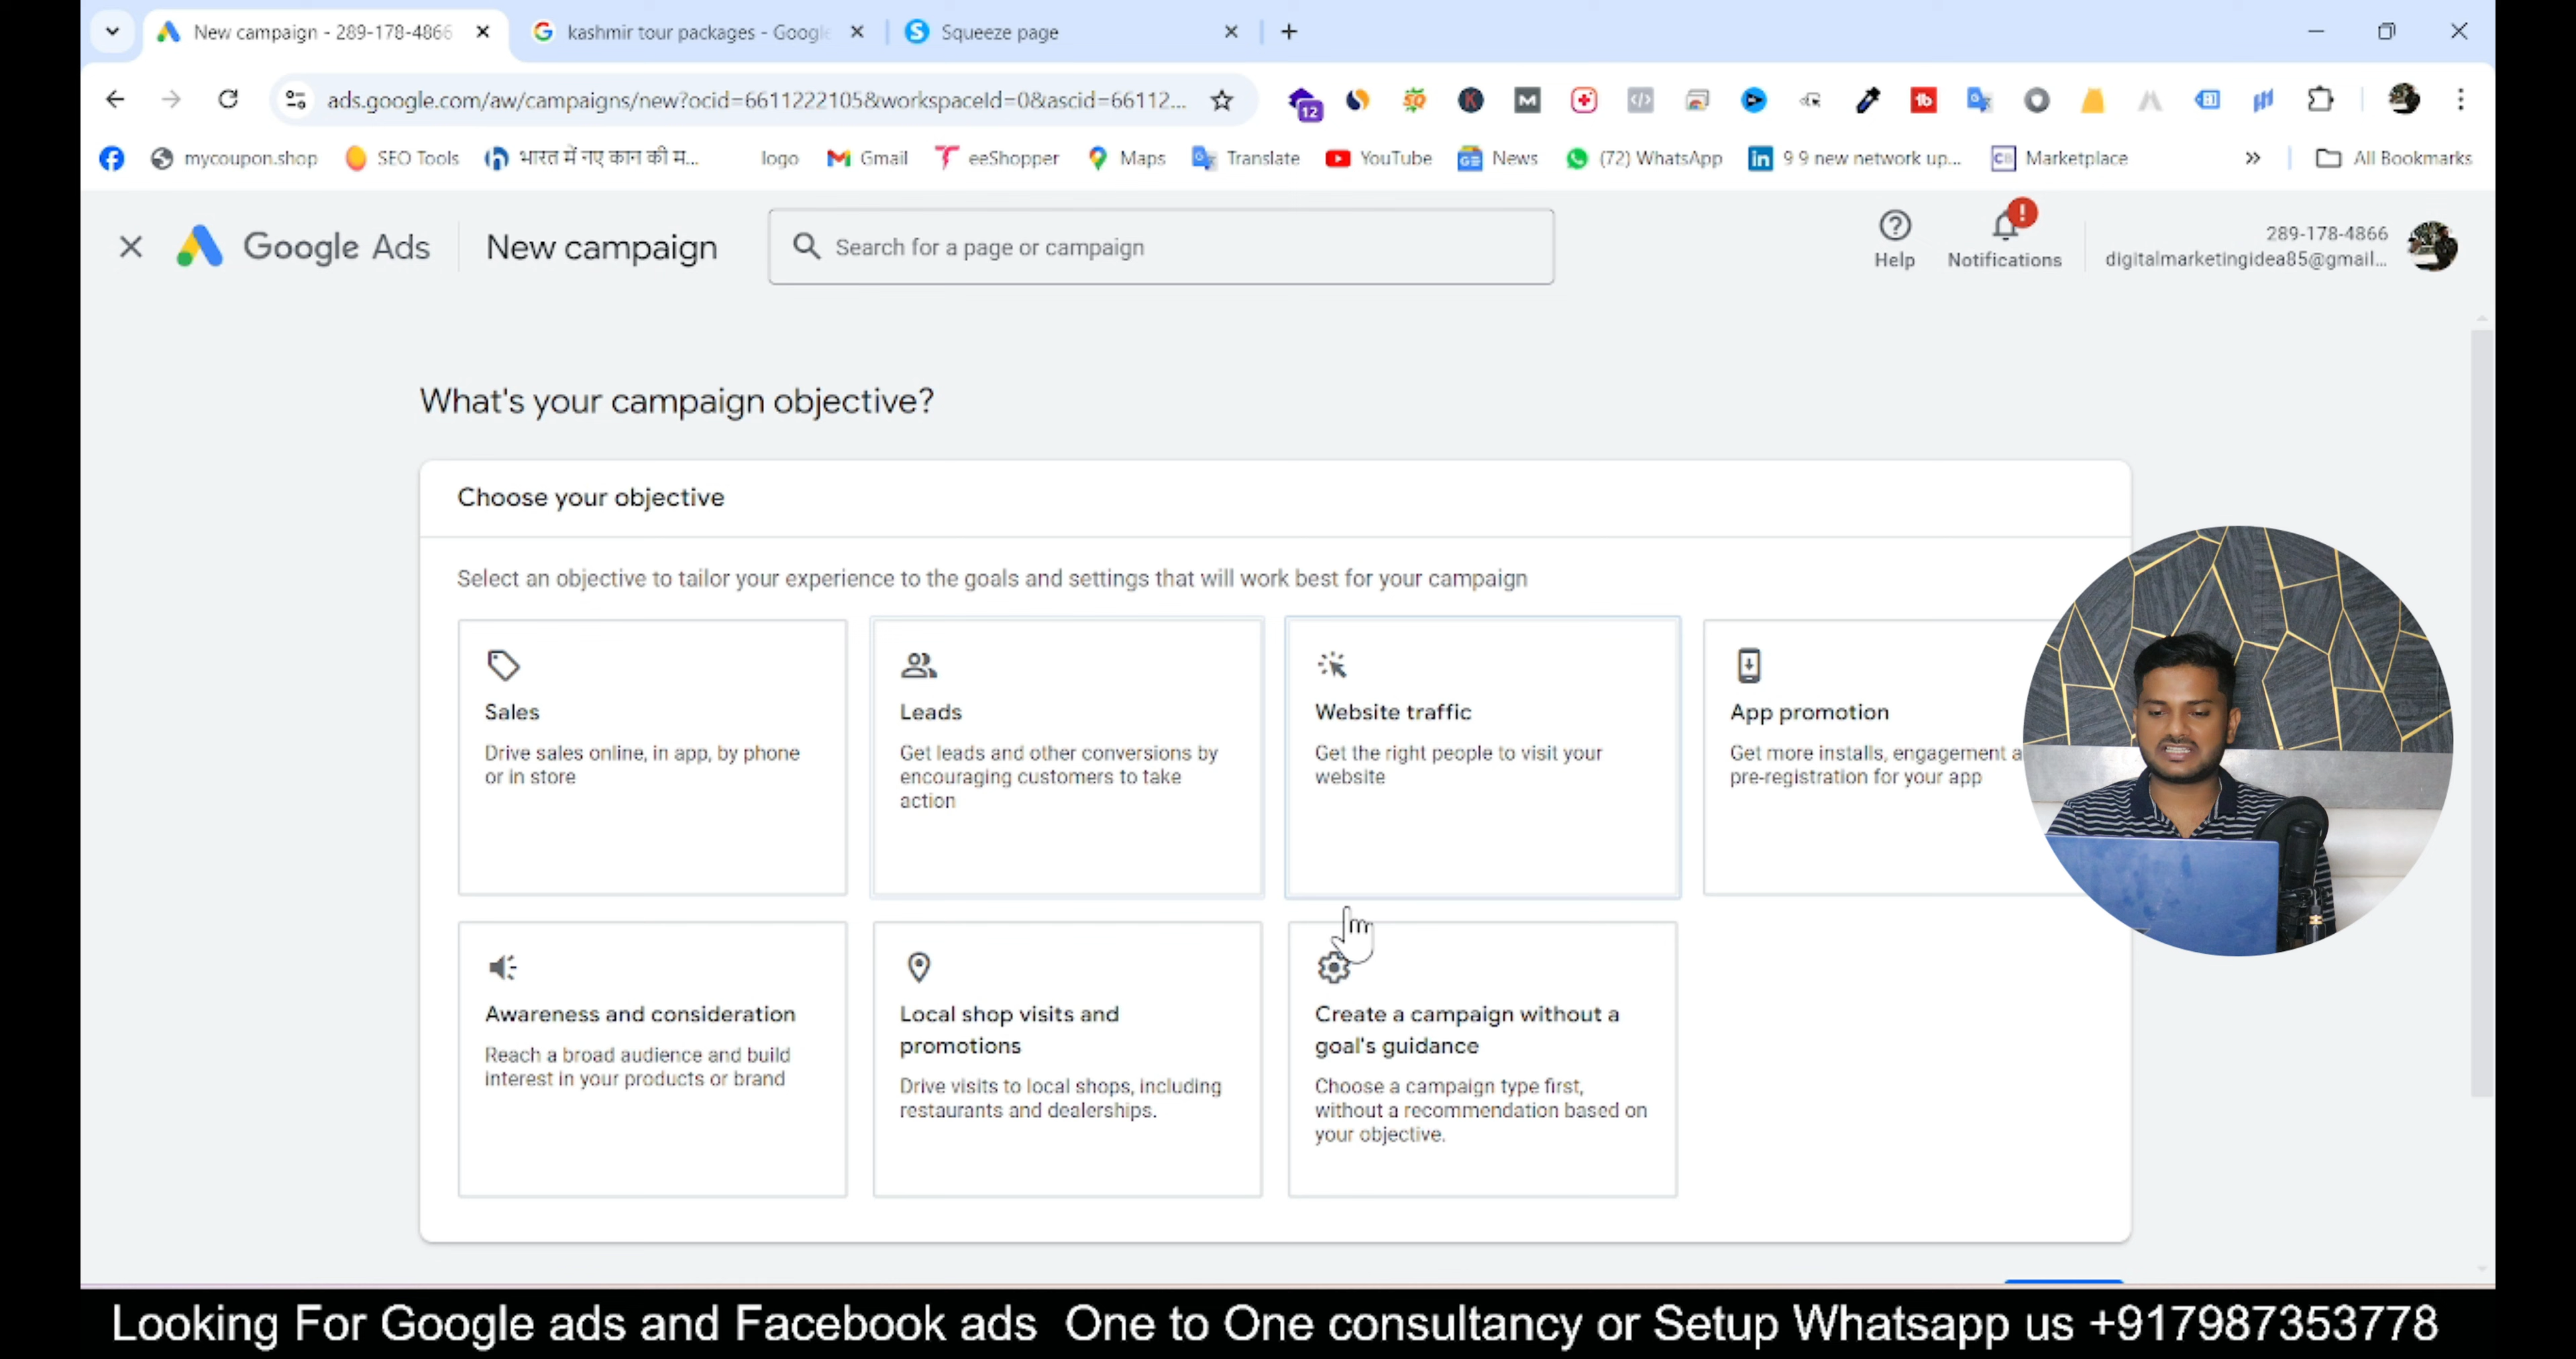 New campaign - 289-178-4866
kashmir tour packages - Google
Squeeze page
ads.google.com/aw/campaigns/new?ocid=6611222105&workspaceId=0&ascid=66112...
12
mycoupon.shop
SEO Tools
भारत में नए कान की म...
logo
Gmail
eeShopper
Maps
Translate
YouTube
News
(72) WhatsApp
9 9 new network up...
Marketplace
All Bookmarks
Google Ads
New campaign
Search for a page or campaign
Help
Notifications
289-178-4866
digitalmarketingidea85@gmail...
What's your campaign objective?
Choose your objective
Select an objective to tailor your experience to the goals and settings that will work best for your campaign
Sales
Drive sales online, in app, by phone
or in store
Leads
Get leads and other conversions by
encouraging customers to take
action
Website traffic
Get the right people to visit your
website
App promotion
Get more installs, engagement a
pre-registration for your app
Awareness and consideration
Reach a broad audience and build
interest in your products or brand
Local shop visits and
promotions
Drive visits to local shops, including
restaurants and dealerships.
Create a campaign without a
goal's guidance
Choose a campaign type first,
without a recommendation based on
your objective.
Looking For Google ads and Facebook ads One to One consultancy or Setup Whatsapp us +917987353778